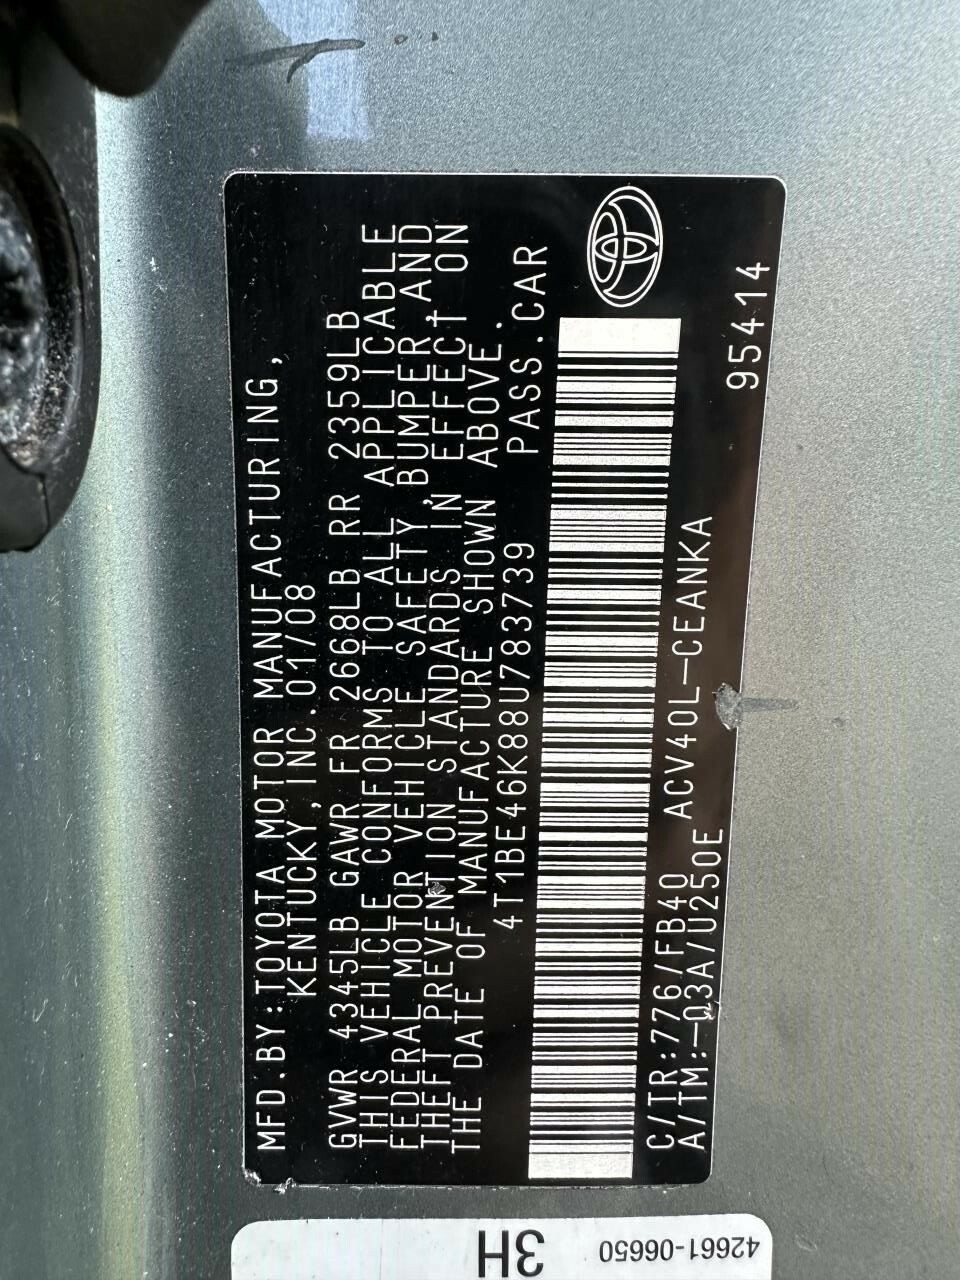 MFD.BY:TOYOTA MOTOR MANUFACTURING,
KENTUCKY,INC.01/08
GVWR 4345LB GAWR FR 2668LB RR 2359LB
THIS VEHICLE CONFORMS TO ALL APPLICABLE
FEDERAL MOTOR VEHICLE SAFETY,BUMPER,AND
THEFT PREVENTION STANDARDS IN EFFECT ON
THE DATE OF MANUFACTURE SHOWN ABOVE.
4T1BE46K88U783739 PASS.CAR
C/TR:776/FB40 ACV40L-CEANKA
A/TM:-03A/U250E
95414
3H
42661-06650